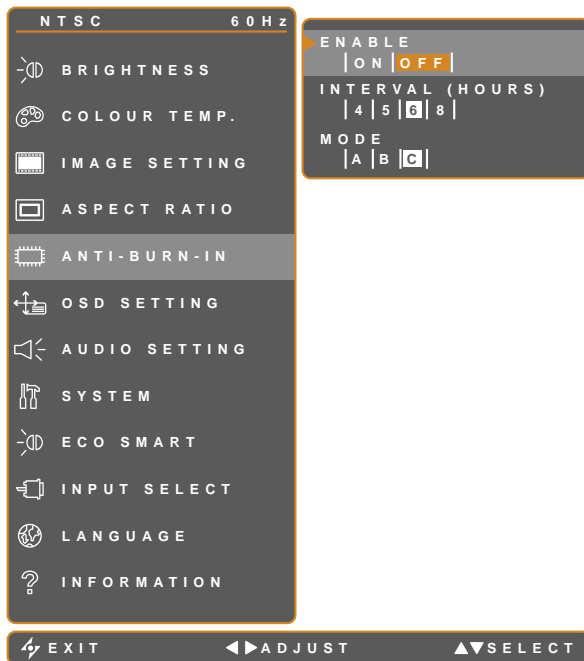 NTSC 60Hz
BRIGHTNESS
COLOUR TEMP.
IMAGE SETTING
ASPECT RATIO
ANTI-BURN-IN
OSD SETTING
AUDIO SETTING
SYSTEM
ECO SMART
INPUT SELECT
LANGUAGE
INFORMATION
ENABLE
ON OFF
INTERVAL (HOURS)
4 5 6 8
MODE
A B C
EXIT ADJUST SELECT